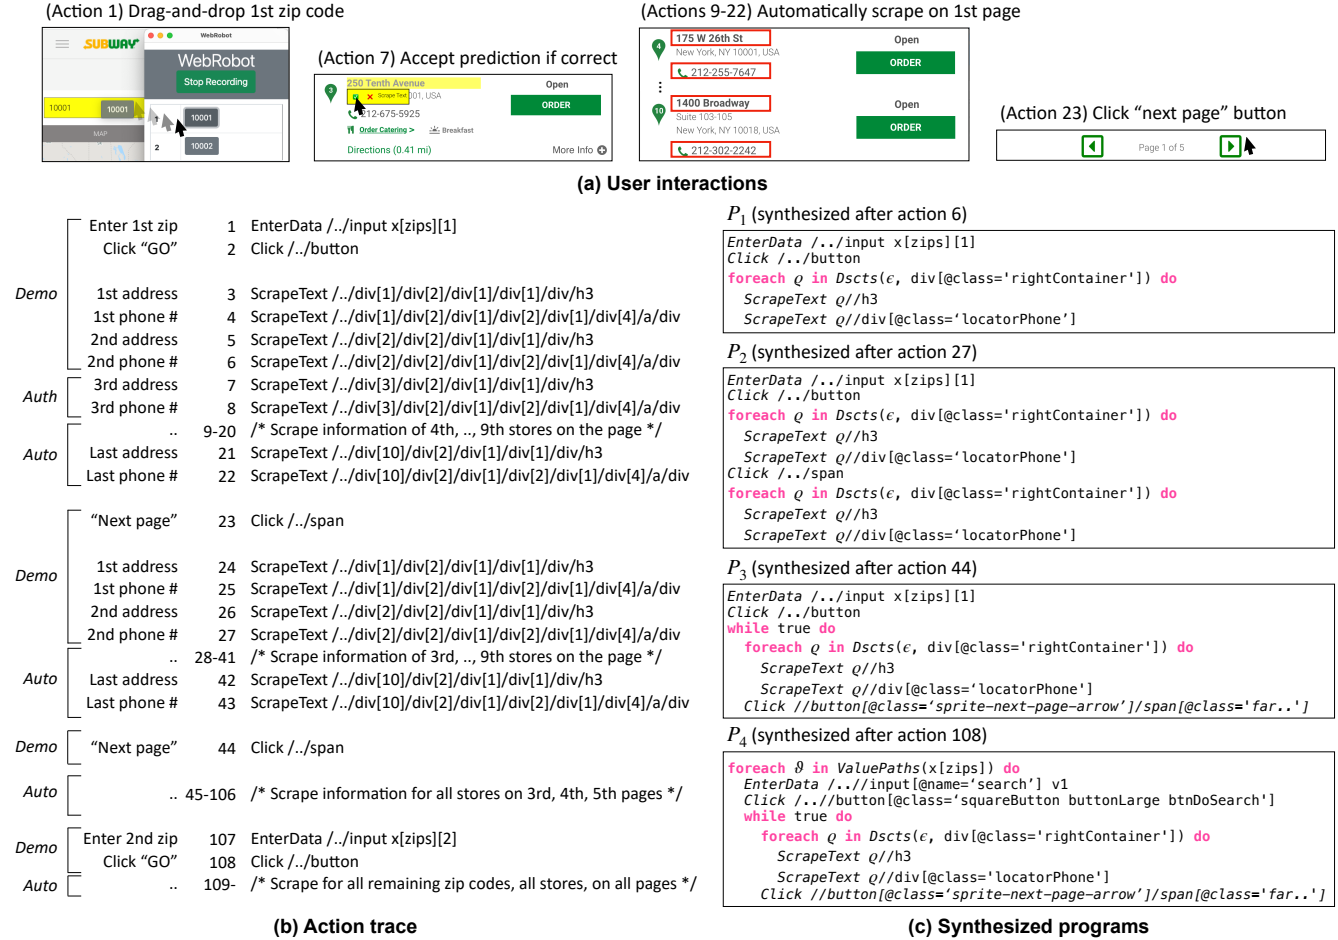 (Action 1) Drag-and-drop 1st zip code
SUBWAY
WebRobot
WebRobot
Stop Recording
10001
10001
MAP
1
10001
2
10002
(Action 7) Accept prediction if correct
3
250 Tenth Avenue
Scrape Text
001, USA
212-675-5925
Order Catering >
Breakfast
Directions (0.41 mi)
Open
ORDER
More Info
(Actions 9-22) Automatically scrape on 1st page
4
175 W 26th St
New York, NY 10001, USA
212-255-7647
Open
ORDER
⋮
10
1400 Broadway
Suite 103-105
New York, NY 10018, USA
212-302-2242
Open
ORDER
(Action 23) Click “next page” button
Page 1 of 5
(a) User interactions
Demo
Enter 1st zip 1 EnterData /../input x[zips][1]
Click “GO” 2 Click /../button
1st address 3 ScrapeText /../div[1]/div[2]/div[1]/div[1]/div/h3
1st phone # 4 ScrapeText /../div[1]/div[2]/div[1]/div[2]/div[1]/div[4]/a/div
2nd address 5 ScrapeText /../div[2]/div[2]/div[1]/div[1]/div/h3
2nd phone # 6 ScrapeText /../div[2]/div[2]/div[1]/div[2]/div[1]/div[4]/a/div
Auth
3rd address 7 ScrapeText /../div[3]/div[2]/div[1]/div[1]/div/h3
3rd phone # 8 ScrapeText /../div[3]/div[2]/div[1]/div[2]/div[1]/div[4]/a/div
Auto
.. 9-20 /* Scrape information of 4th, .., 9th stores on the page */
Last address 21 ScrapeText /../div[10]/div[2]/div[1]/div[1]/div/h3
Last phone # 22 ScrapeText /../div[10]/div[2]/div[1]/div[2]/div[1]/div[4]/a/div
Demo
“Next page” 23 Click /../span
1st address 24 ScrapeText /../div[1]/div[2]/div[1]/div[1]/div/h3
1st phone # 25 ScrapeText /../div[1]/div[2]/div[1]/div[2]/div[1]/div[4]/a/div
2nd address 26 ScrapeText /../div[2]/div[2]/div[1]/div[1]/div/h3
2nd phone # 27 ScrapeText /../div[2]/div[2]/div[1]/div[2]/div[1]/div[4]/a/div
Auto
.. 28-41 /* Scrape information of 3rd, .., 9th stores on the page */
Last address 42 ScrapeText /../div[10]/div[2]/div[1]/div[1]/div/h3
Last phone # 43 ScrapeText /../div[10]/div[2]/div[1]/div[2]/div[1]/div[4]/a/div
Demo
“Next page” 44 Click /../span
Auto
.. 45-106 /* Scrape information for all stores on 3rd, 4th, 5th pages */
Demo
Enter 2nd zip 107 EnterData /../input x[zips][2]
Click “GO” 108 Click /../button
Auto
.. 109- /* Scrape for all remaining zip codes, all stores, on all pages */
(b) Action trace
P1 (synthesized after action 6)
EnterData /../input x[zips][1]
Click /../button
foreach ϱ in Dscts(ϵ, div[@class='rightContainer']) do
ScrapeText ϱ//h3
ScrapeText ϱ//div[@class=‘locatorPhone’]
P2 (synthesized after action 27)
EnterData /../input x[zips][1]
Click /../button
foreach ϱ in Dscts(ϵ, div[@class='rightContainer']) do
ScrapeText ϱ//h3
ScrapeText ϱ//div[@class=‘locatorPhone']
Click /../span
foreach ϱ in Dscts(ϵ, div[@class='rightContainer']) do
ScrapeText ϱ//h3
ScrapeText ϱ//div[@class=‘locatorPhone']
P3 (synthesized after action 44)
EnterData /../input x[zips][1]
Click /../button
while true do
foreach ϱ in Dscts(ϵ, div[@class='rightContainer']) do
ScrapeText ϱ//h3
ScrapeText ϱ//div[@class=‘locatorPhone']
Click //button[@class=‘sprite-next-page-arrow’]/span[@class='far..']
P4 (synthesized after action 108)
foreach ϑ in ValuePaths(x[zips]) do
EnterData /..//input[@name=‘search’] v1
Click /..//button[@class=‘squareButton buttonLarge btnDoSearch']
while true do
foreach ϱ in Dscts(ϵ, div[@class='rightContainer']) do
ScrapeText ϱ//h3
ScrapeText ϱ//div[@class=‘locatorPhone']
Click //button[@class=‘sprite-next-page-arrow’]/span[@class='far..']
(c) Synthesized programs